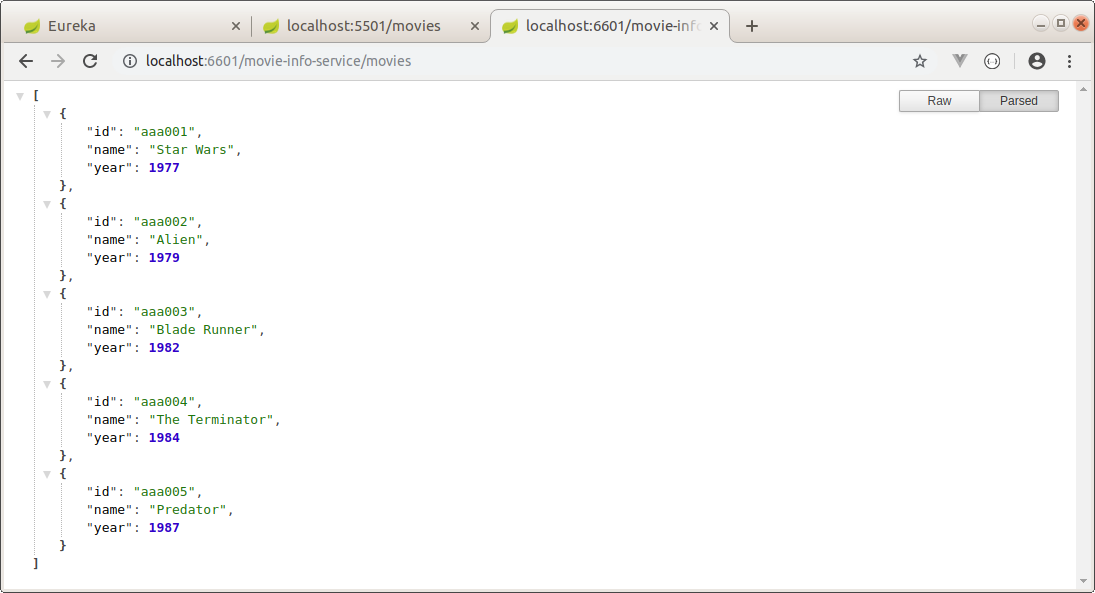 Eureka
localhost:5501/movies
localhost:6601/movie-info
localhost:6601/movie-info-service/movies
Raw
Parsed
[
{
"id": "aaa001",
"name": "Star Wars",
"year": 1977
},
{
"id": "aaa002",
"name": "Alien",
"year": 1979
},
{
"id": "aaa003",
"name": "Blade Runner",
"year": 1982
},
{
"id": "aaa004",
"name": "The Terminator",
"year": 1984
},
{
"id": "aaa005",
"name": "Predator",
"year": 1987
}
]